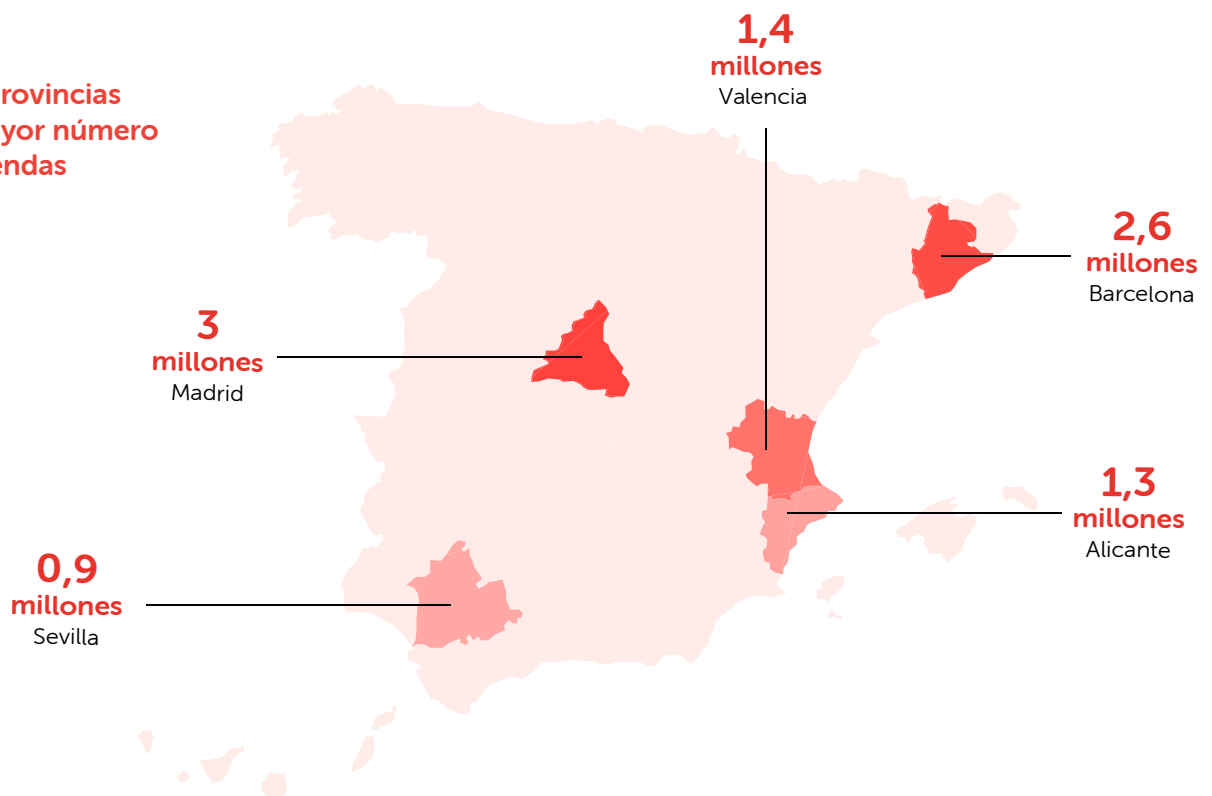 rovincias
yor número
endas
1,4
millones
Valencia
2,6
millones
Barcelona
3
millones
Madrid
1,3
millones
Alicante
0,9
millones
Sevilla